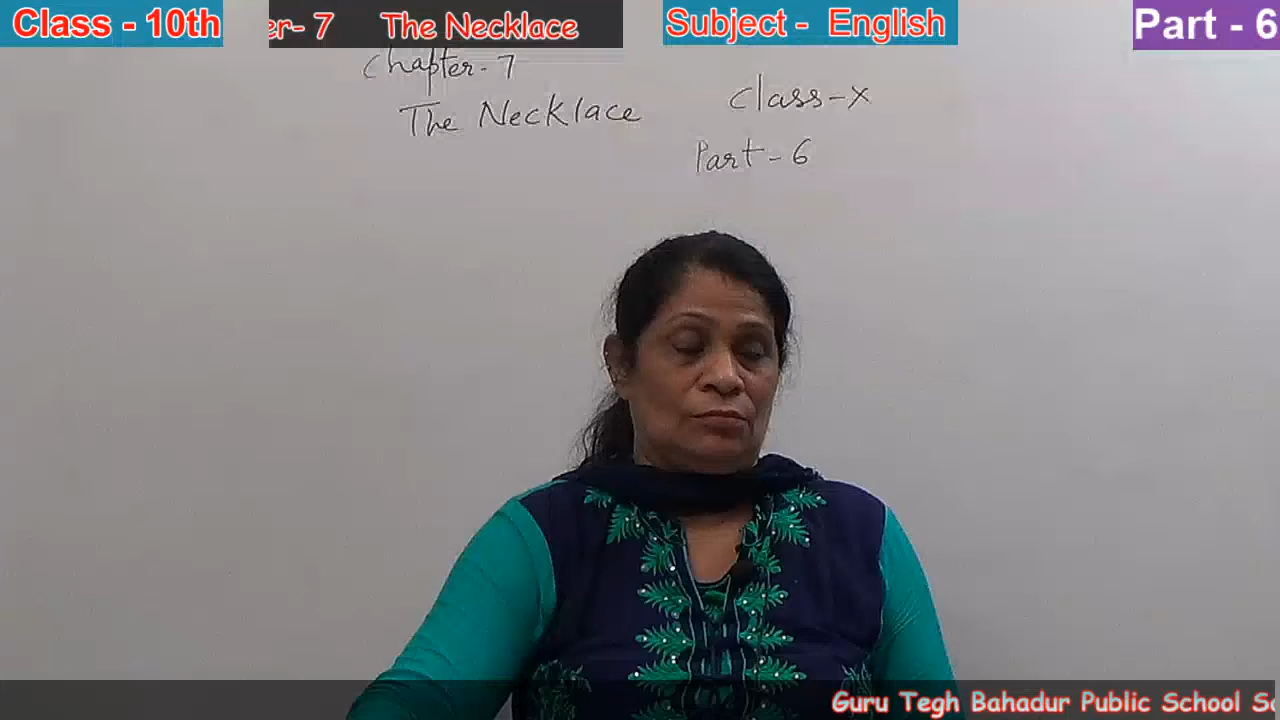 Class - 10th
er- 7 The Necklace
Subject - English
Part - 6
Chapter - 7
The Necklace
Class - X
Part - 6
Guru Tegh Bahadur Public School